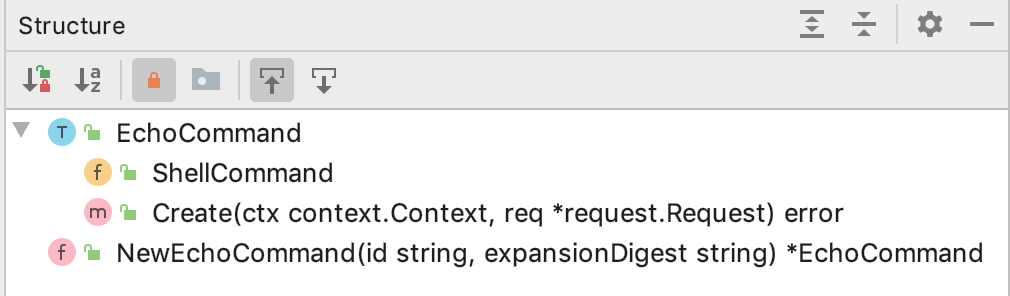 Structure
a
z
T EchoCommand
f ShellCommand
m Create(ctx context.Context, req *request.Request) error
f NewEchoCommand(id string, expansionDigest string) *EchoCommand